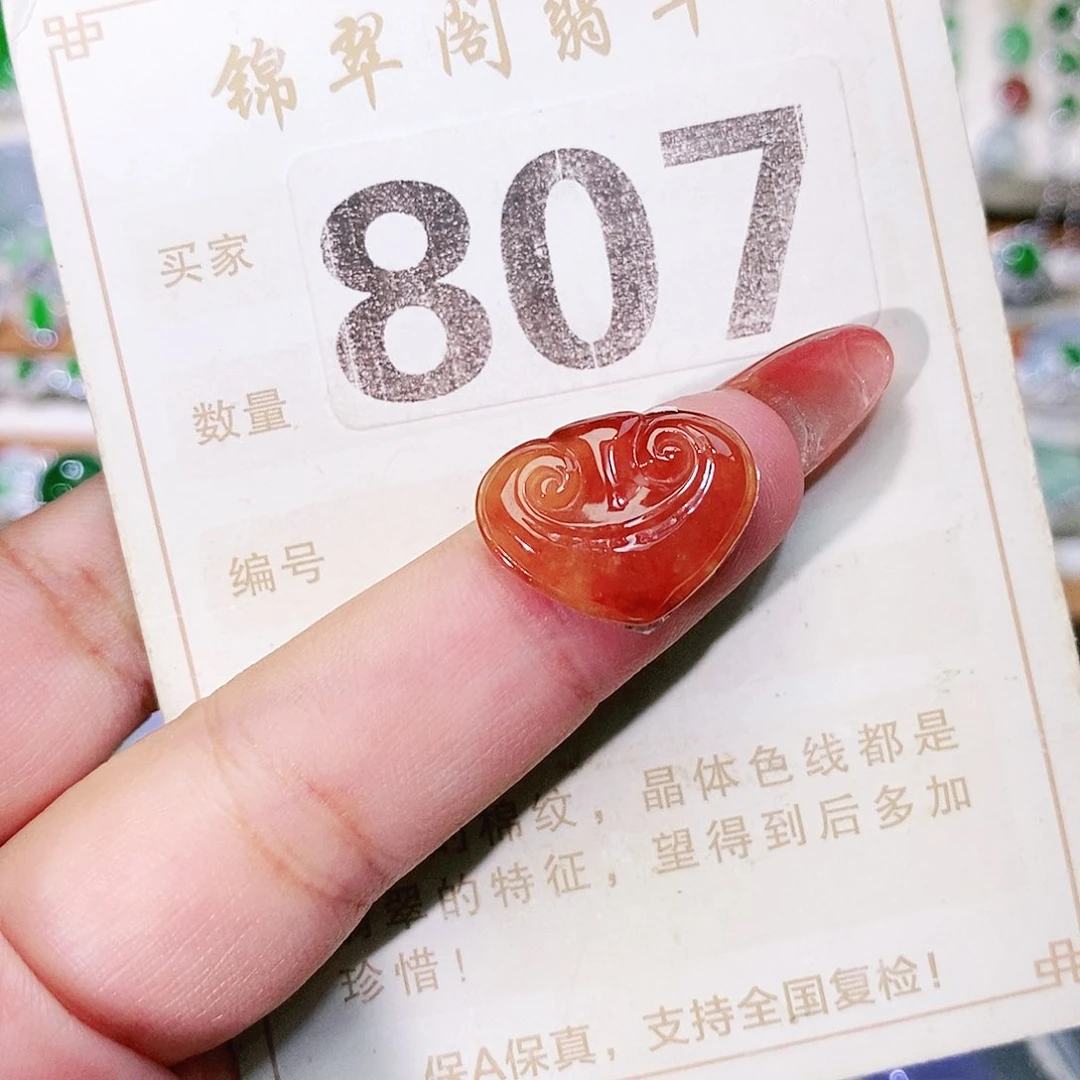 锦翠阁翡
807
买家
数量
编号
棉纹，晶体色线都是
翠的特征，望得到后多加
珍惜！
保A保真，支持全国复检！